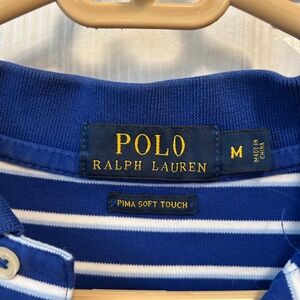 POLO
RALPH LAUREN
M
MADE IN
CHINA
PIMA SOFT TOUCH